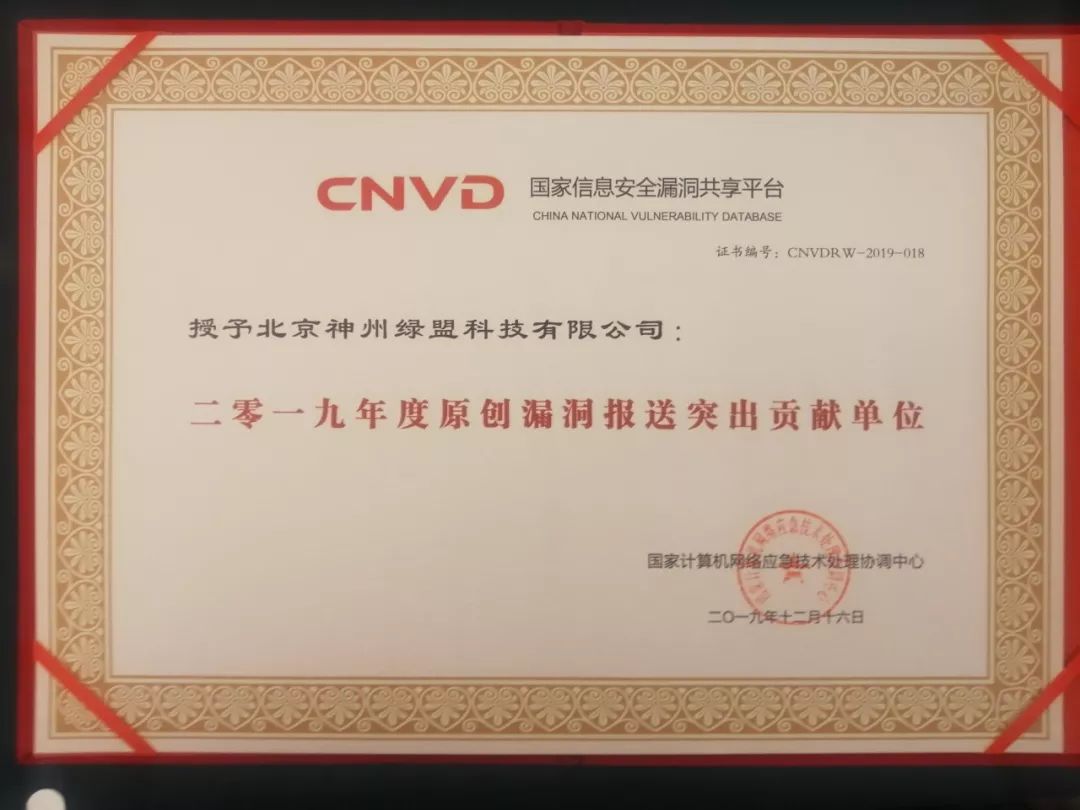 CNVD 国家信息安全漏洞共享平台
CHINA NATIONAL VULNERABILITY DATABASE
证书编号：CNVDRW-2019-018
授予北京神州绿盟科技有限公司：
二零一九年度原创漏洞报送突出贡献单位
国家计算机网络应急技术处理协调中心
二〇一九年十二月十六日